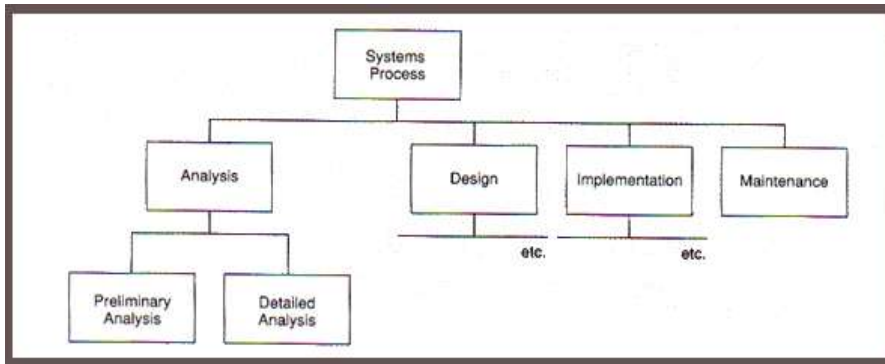 Systems
Process
Analysis
Design
Implementation
Maintenance
etc.
etc.
Preliminary
Analysis
Detailed
Analysis